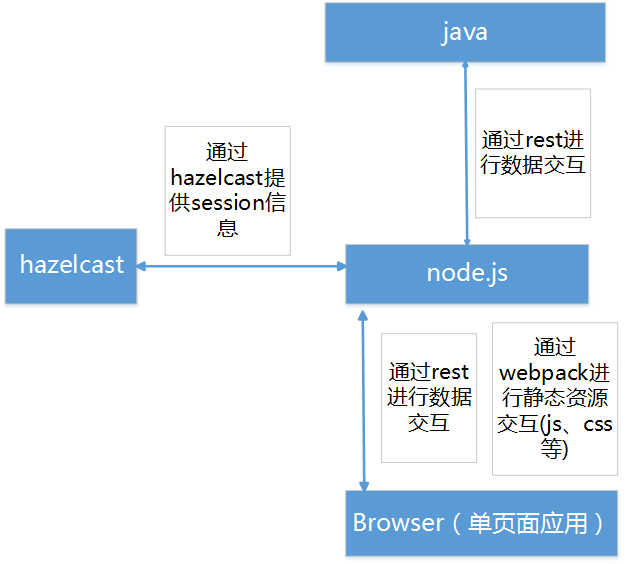 java
通过rest进
行数据交互
通过
hazelcast提
供session信
息
hazelcast
node.js
通过rest
进行数据
交互
通过
webpack进
行静态资源
交互(js、css
等)
Browser（单页面应用）